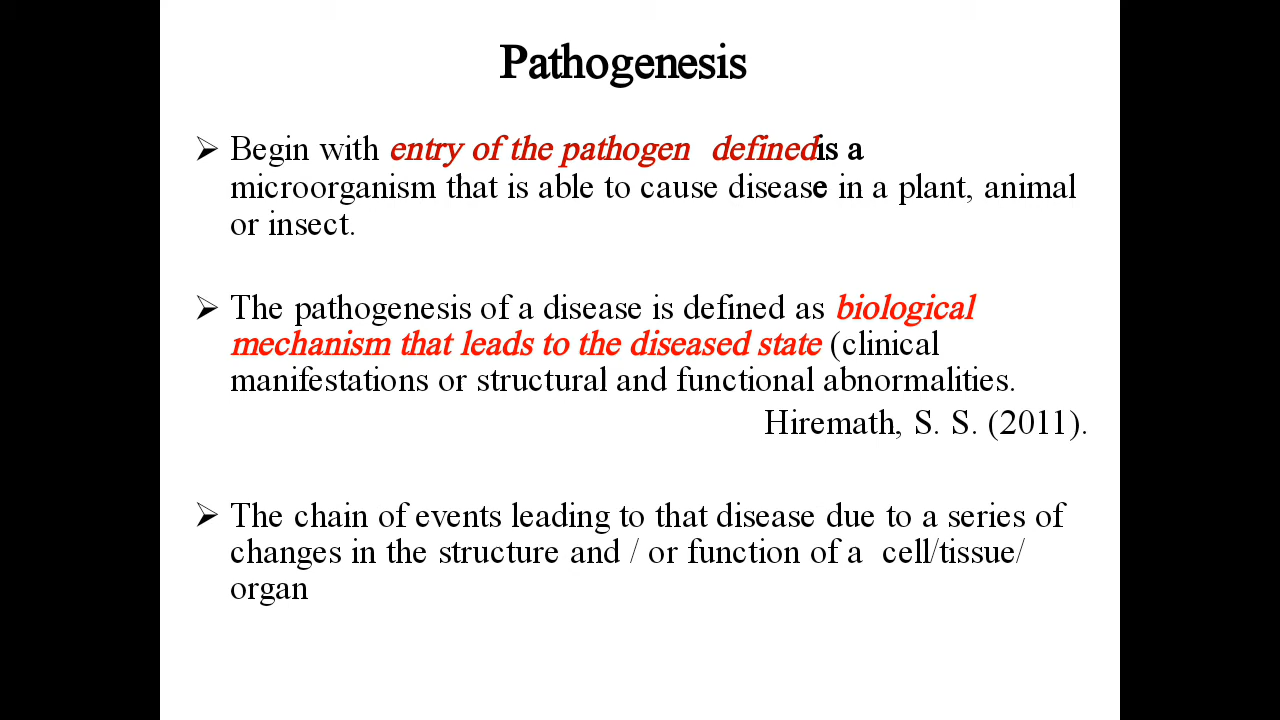 Pathogenesis
➢ Begin with entry of the pathogen defined is a
microorganism that is able to cause disease in a plant, animal
or insect.
➢ The pathogenesis of a disease is defined as biological
mechanism that leads to the diseased state (clinical
manifestations or structural and functional abnormalities.
Hiremath, S. S. (2011).
➢ The chain of events leading to that disease due to a series of
changes in the structure and / or function of a cell/tissue/
organ